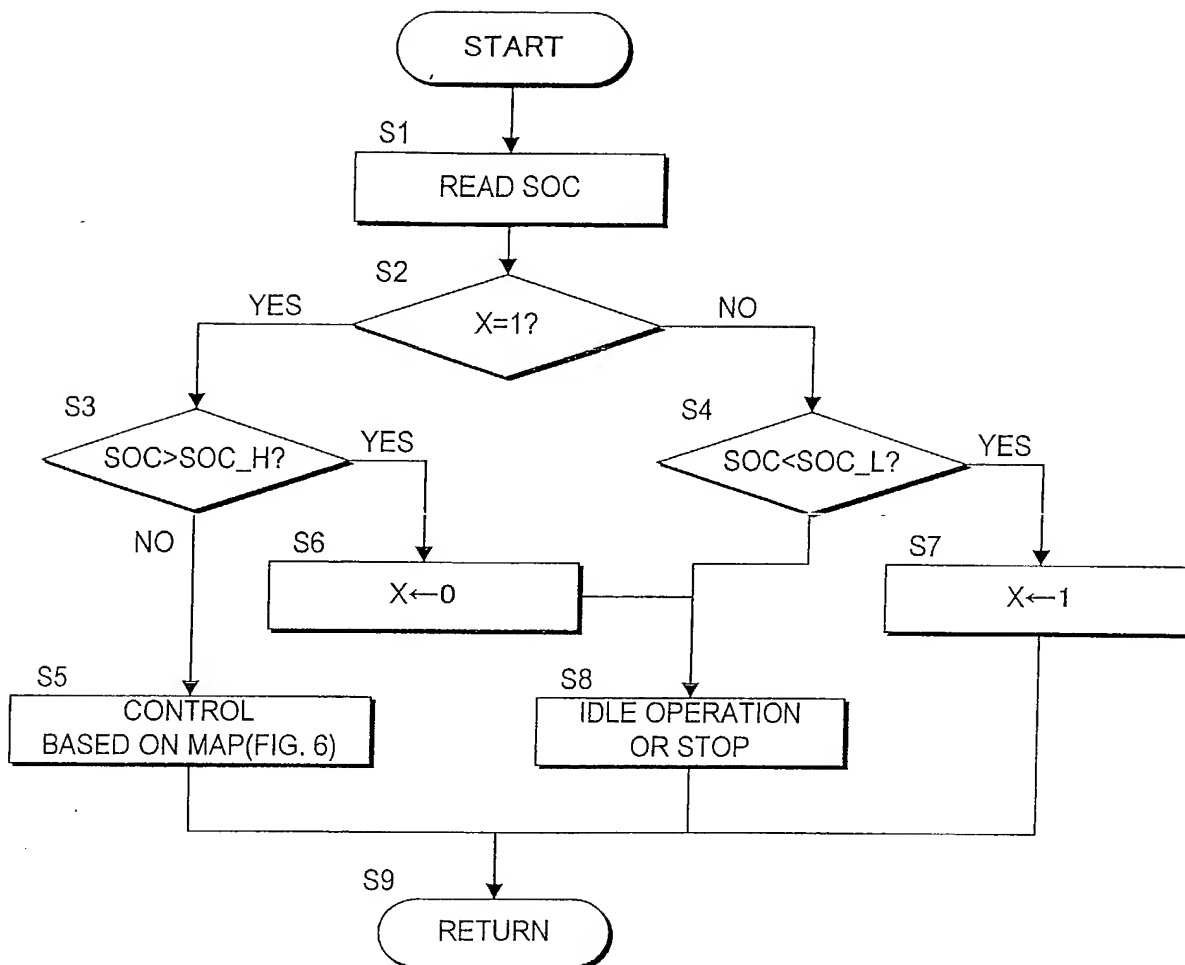 START
S1
READ SOC
S2
YES
X=1?
NO
S3
SOC>SOC_H?
YES
S4
SOC<SOC_L?
YES
NO
S6
X←0
S7
X←1
S5
CONTROL
BASED ON MAP(FIG. 6)
S8
IDLE OPERATION
OR STOP
S9
RETURN